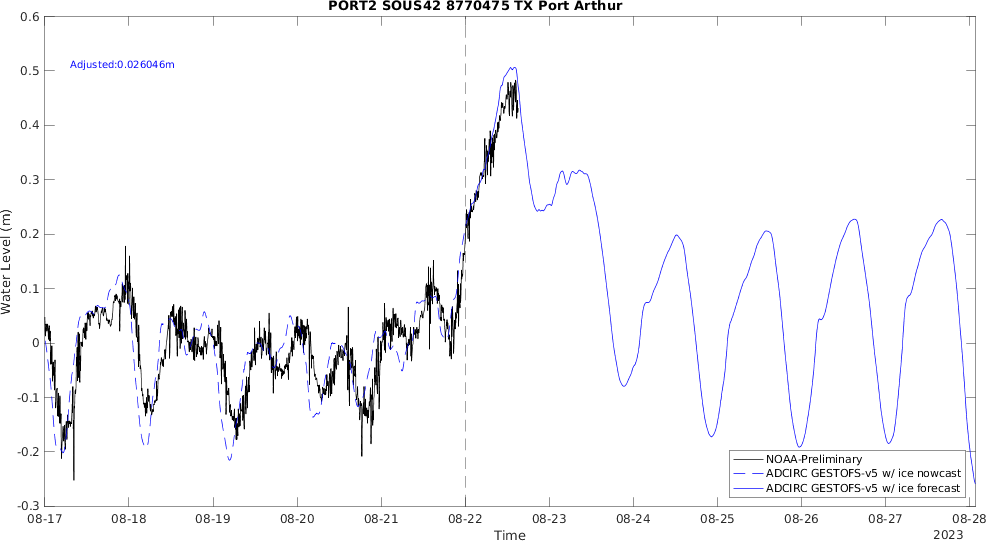 PORT2 SOUS42 8770475 TX Port Arthur
0.6
Adjusted:0.026046m
0.5
0.4
0.3
0.2
0.1
0
-0.1
-0.2
-0.3
Water Level (m)
NOAA-Preliminary
ADCIRC GESTOFS-v5 w/ ice nowcast
ADCIRC GESTOFS-v5 w/ ice forecast
08-17 08-18 08-19 08-20 08-21 08-22 08-23 08-24 08-25 08-26 08-27 08-28
Time
2023